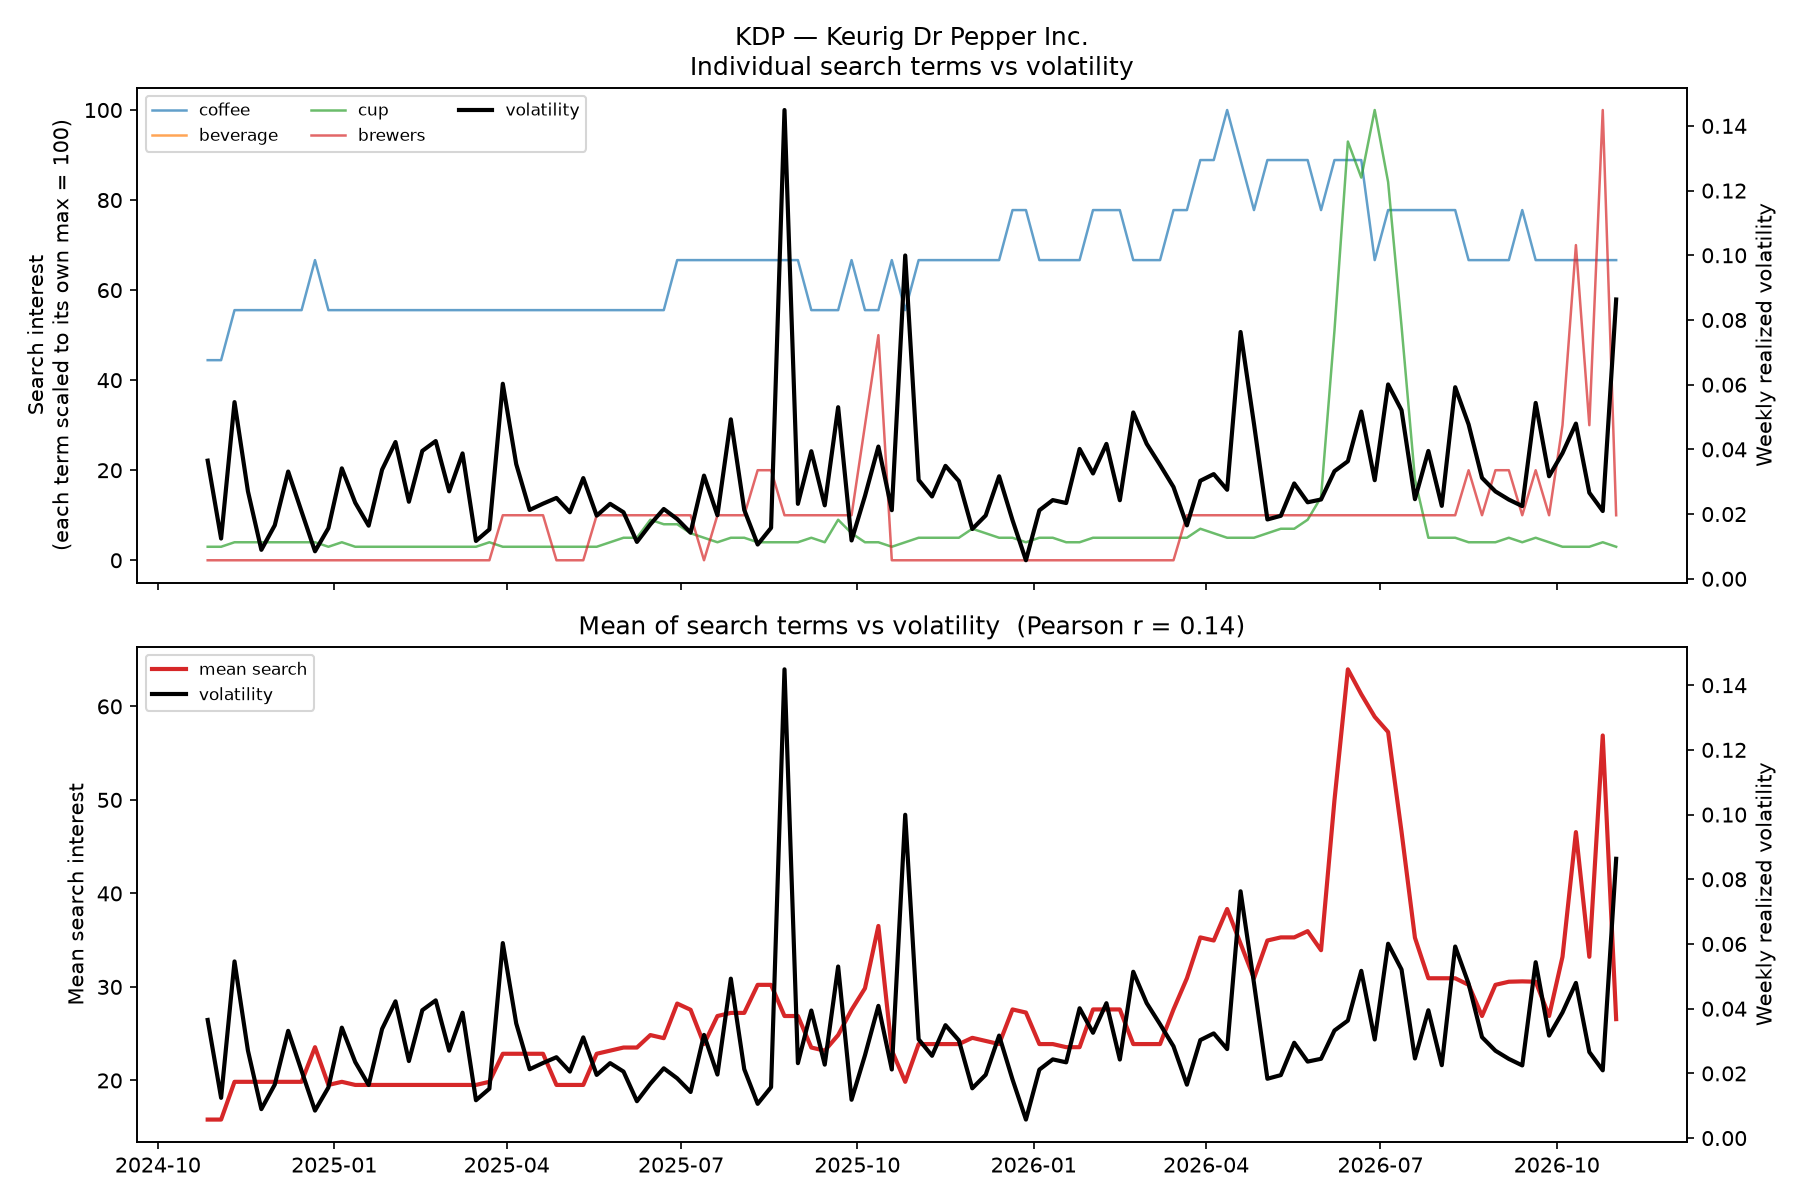 KDP — Keurig Dr Pepper Inc.
Individual search terms vs volatility
coffee
beverage
cup
brewers
volatility
Search interest
(each term scaled to its own max = 100)
100
80
60
40
20
0
0.14
0.12
0.10
0.08
0.06
0.04
0.02
0.00
Weekly realized volatility
Mean of search terms vs volatility (Pearson r = 0.14)
mean search
volatility
Mean search interest
60
50
40
30
20
0.14
0.12
0.10
0.08
0.06
0.04
0.02
0.00
Weekly realized volatility
2024-10
2025-01
2025-04
2025-07
2025-10
2026-01
2026-04
2026-07
2026-10